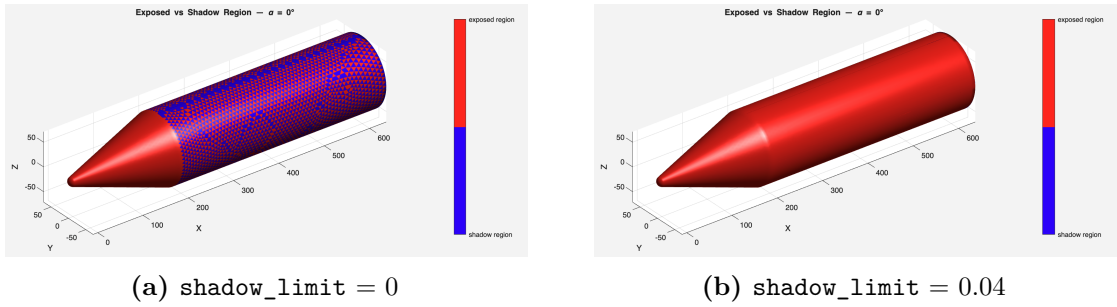 Exposed vs Shadow Region — α = 0°
exposed region
50
0
-50
Z
50
0
-50
Y
0
100
200
300
400
500
600
X
shadow region
(a) shadow_limit = 0
Exposed vs Shadow Region — α = 0°
exposed region
50
0
-50
Z
50
0
-50
Y
0
100
200
300
400
500
600
X
shadow region
(b) shadow_limit = 0.04